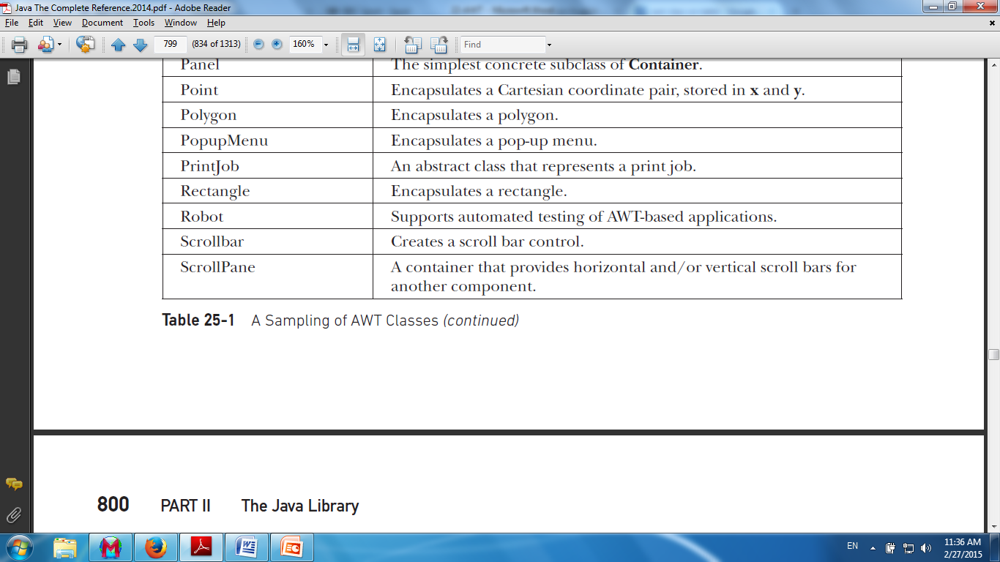 Java The Complete Reference.2014.pdf - Adobe Reader
File Edit View Document Tools Window Help
799 (834 of 1313) 160% Find
Panel The simplest concrete subclass of Container.
Point Encapsulates a Cartesian coordinate pair, stored in x and y.
Polygon Encapsulates a polygon.
PopupMenu Encapsulates a pop-up menu.
PrintJob An abstract class that represents a print job.
Rectangle Encapsulates a rectangle.
Robot Supports automated testing of AWT-based applications.
Scrollbar Creates a scroll bar control.
ScrollPane A container that provides horizontal and/or vertical scroll bars for
another component.
Table 25-1 A Sampling of AWT Classes (continued)
800 PART II The Java Library
EN 11:36 AM
2/27/2015